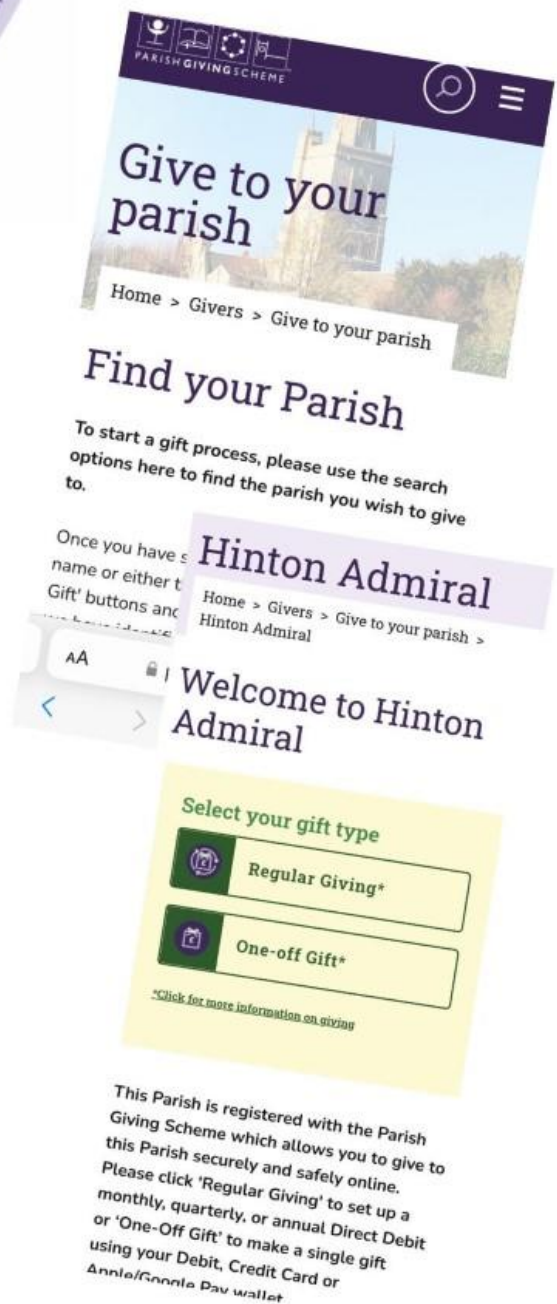 PARISH GIVING SCHEME
Give to your
parish
Home > Givers > Give to your parish
Find your Parish
To start a gift process, please use the search
options here to find the parish you wish to give
to.
Once you have
name or either
Gift' buttons and
AA
Hinton Admiral
Home > Givers > Give to your parish >
Hinton Admiral
Welcome to Hinton
Admiral
Select your gift type
Regular Giving*
One-off Gift*
*Click for more information on giving
This Parish is registered with the Parish
Giving Scheme which allows you to give to
this Parish securely and safely online.
Please click 'Regular Giving' to set up a
monthly, quarterly, or annual Direct Debit
or 'One-Off Gift' to make a single gift
using your Debit, Credit Card or
Apple/Google Pay wallet